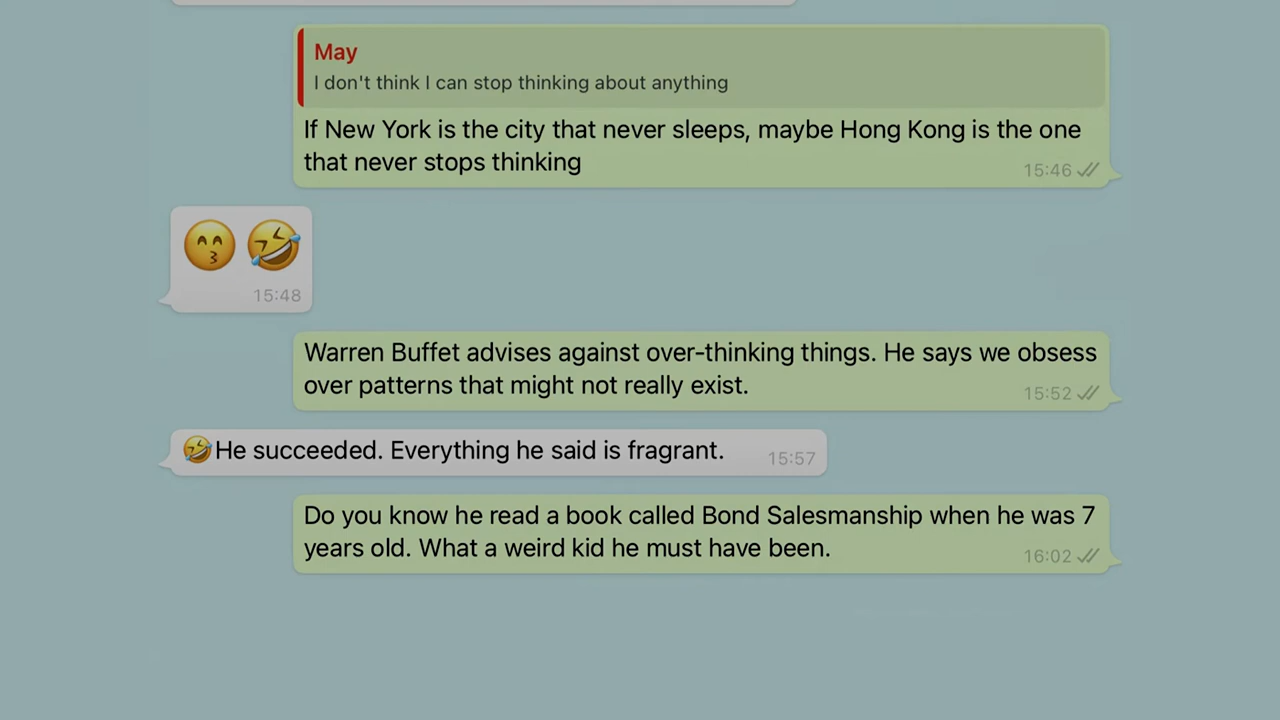 May
I don't think I can stop thinking about anything
If New York is the city that never sleeps, maybe Hong Kong is the one
that never stops thinking
15:46
😙 🤣
15:48
Warren Buffet advises against over-thinking things. He says we obsess
over patterns that might not really exist.
15:52
🤣He succeeded. Everything he said is fragrant.
15:57
Do you know he read a book called Bond Salesmanship when he was 7
years old. What a weird kid he must have been.
16:02